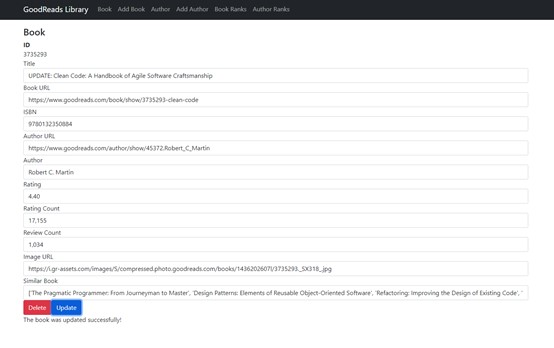 GoodReads Library Book Add Book Author Add Author Book Ranks Author Ranks
Book
ID
3735293
Title
UPDATE: Clean Code: A Handbook of Agile Software Craftsmanship
Book URL
https://www.goodreads.com/book/show/3735293-clean-code
ISBN
9780132350884
Author URL
https://www.goodreads.com/author/show/45372.Robert_C_Martin
Author
Robert C. Martin
Rating
4.40
Rating Count
17,155
Review Count
1,034
Image URL
https://i.gr-assets.com/images/S/compressed.photo.goodreads.com/books/1436202607l/3735293._SX318_.jpg
Similar Book
['The Pragmatic Programmer: From Journeyman to Master', 'Design Patterns: Elements of Reusable Object-Oriented Software', 'Refactoring: Improving the Design of Existing Code', '
Delete Update
The book was updated successfully!